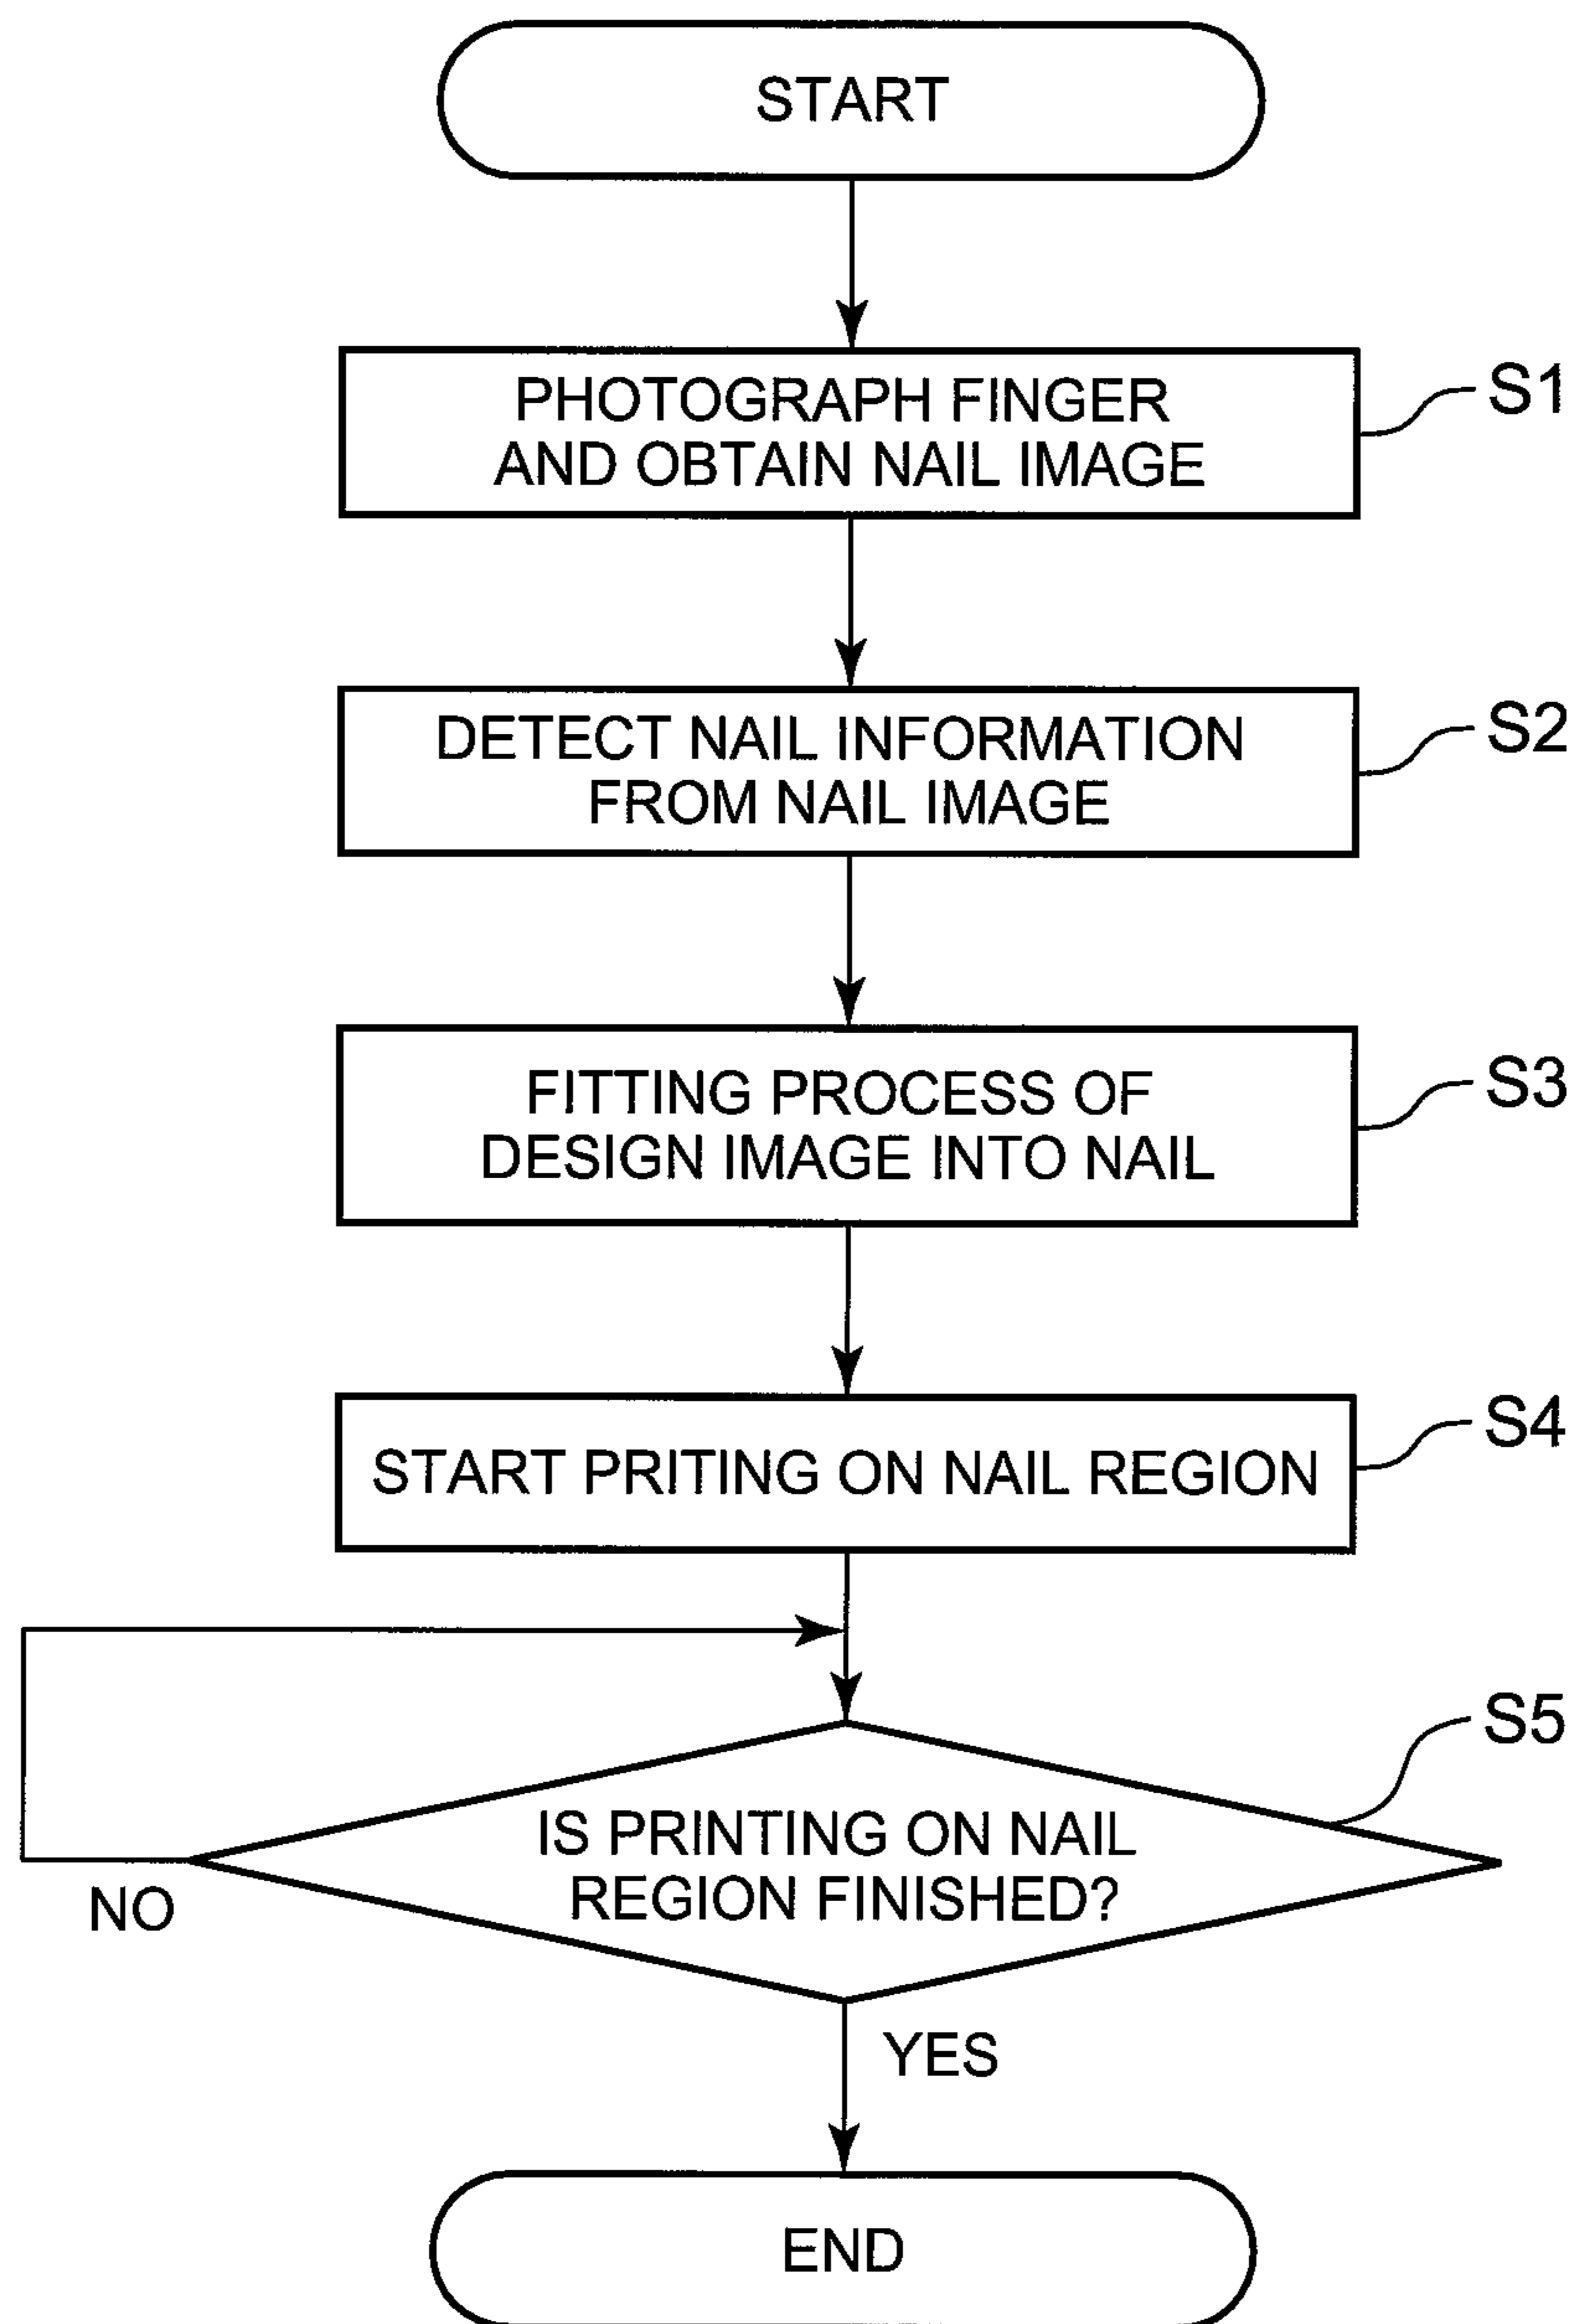 START
PHOTOGRAPH FINGER
AND OBTAIN NAIL IMAGE
S1
DETECT NAIL INFORMATION
FROM NAIL IMAGE
S2
FITTING PROCESS OF
DESIGN IMAGE INTO NAIL
S3
START PRITING ON NAIL REGION
S4
IS PRINTING ON NAIL
REGION FINISHED?
S5
NO
YES
END